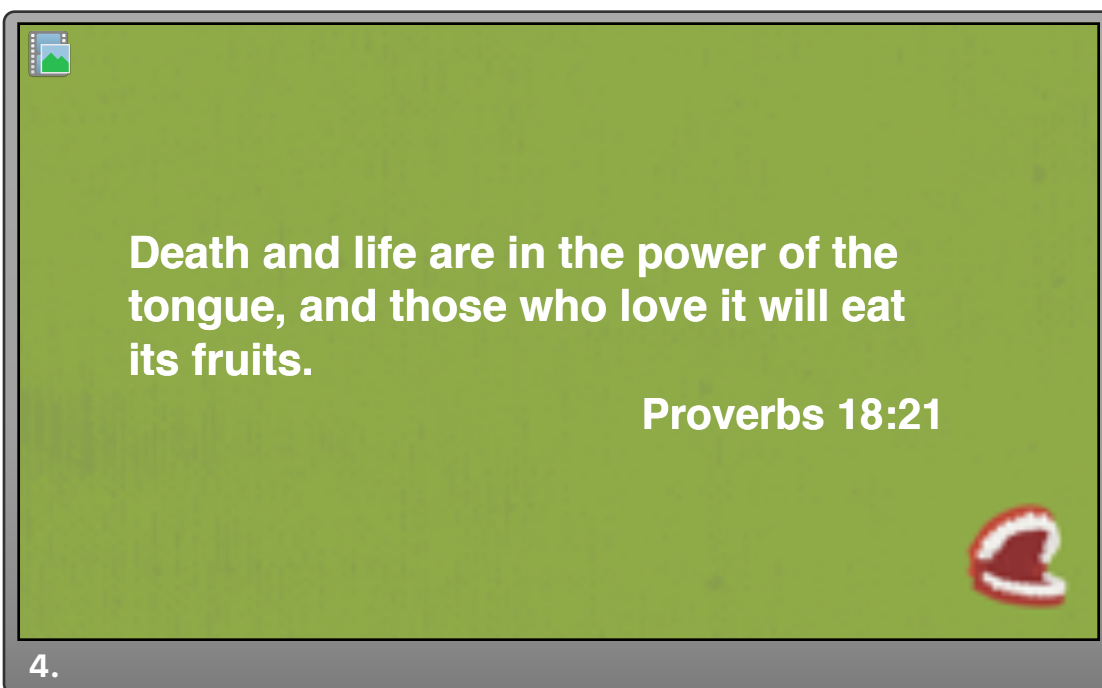 Death and life are in the power of the
tongue, and those who love it will eat
its fruits.
Proverbs 18:21
4.